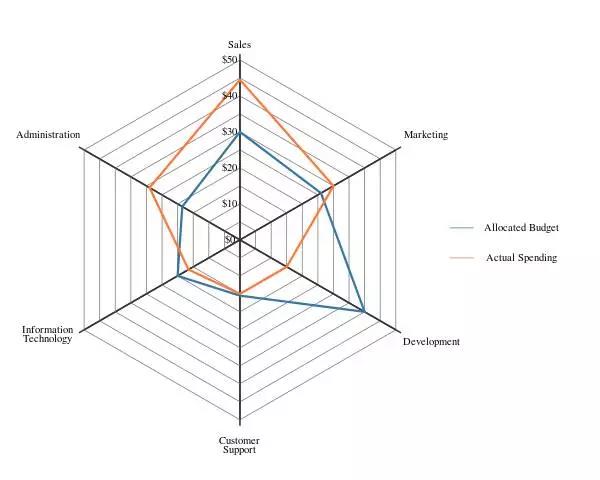 Sales
$50
$40
$30
$20
$10
$0
Administration
Marketing
Allocated Budget
Actual Spending
Information
Technology
Development
Customer
Support